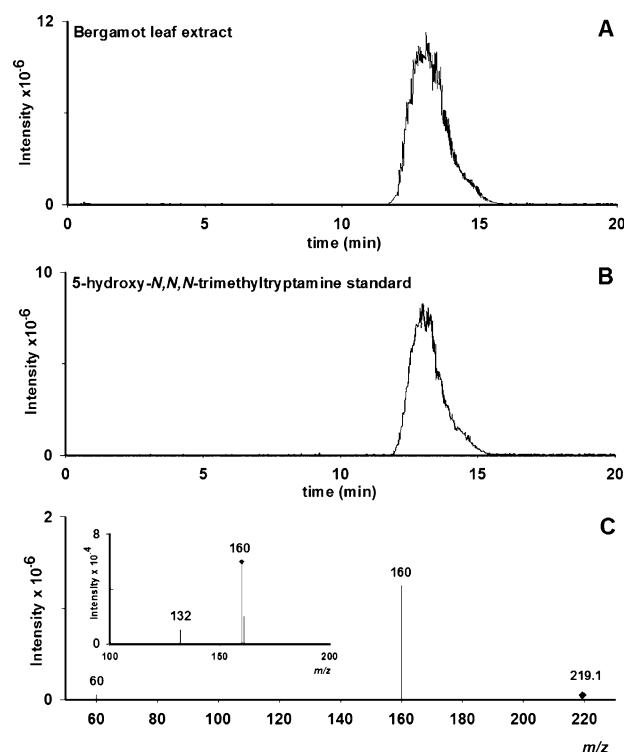 12
Bergamot leaf extract
A
Intensity x10-6
0
0 5 10 15 20
time (min)
10
5-hydroxy-N,N,N-trimethyltryptamine standard
B
Intensity x10-6
0
0 5 10 15 20
time (min)
2
C
8
160
Intensity x 10-4
132
0
100 150 200
m/z
160
Intensity x 10-6
60
219.1
0
60 80 100 120 140 160 180 200 220
m/z